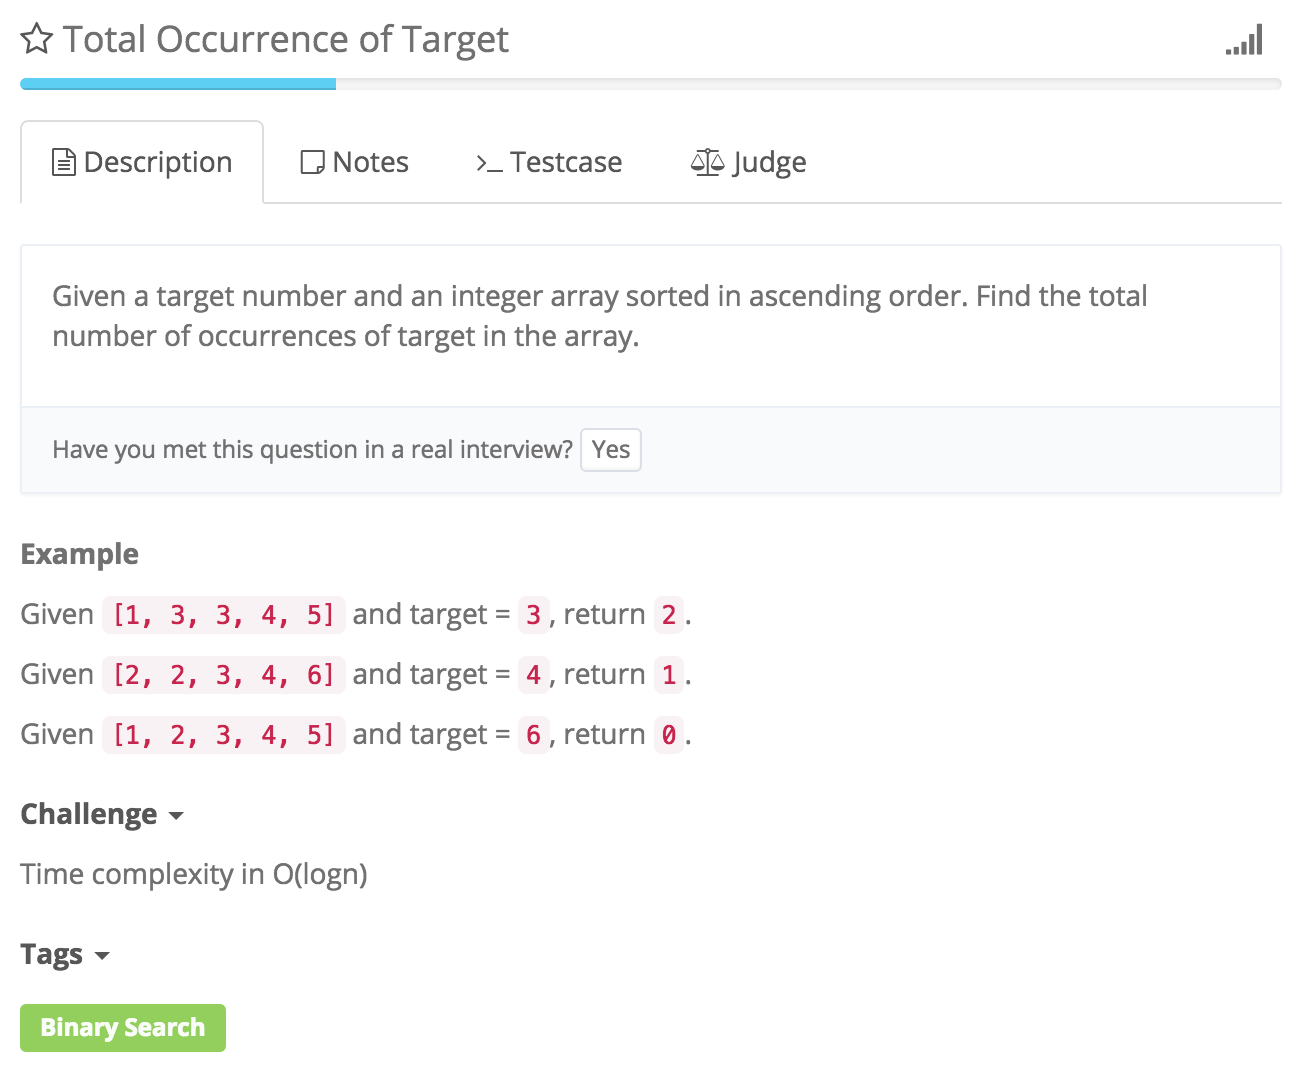 Total Occurrence of Target
Description
Notes
Testcase
Judge
Given a target number and an integer array sorted in ascending order. Find the total
number of occurrences of target in the array.
Have you met this question in a real interview? Yes
Example
Given [1, 3, 3, 4, 5] and target = 3, return 2.
Given [2, 2, 3, 4, 6] and target = 4, return 1.
Given [1, 2, 3, 4, 5] and target = 6, return 0.
Challenge
Time complexity in O(logn)
Tags
Binary Search